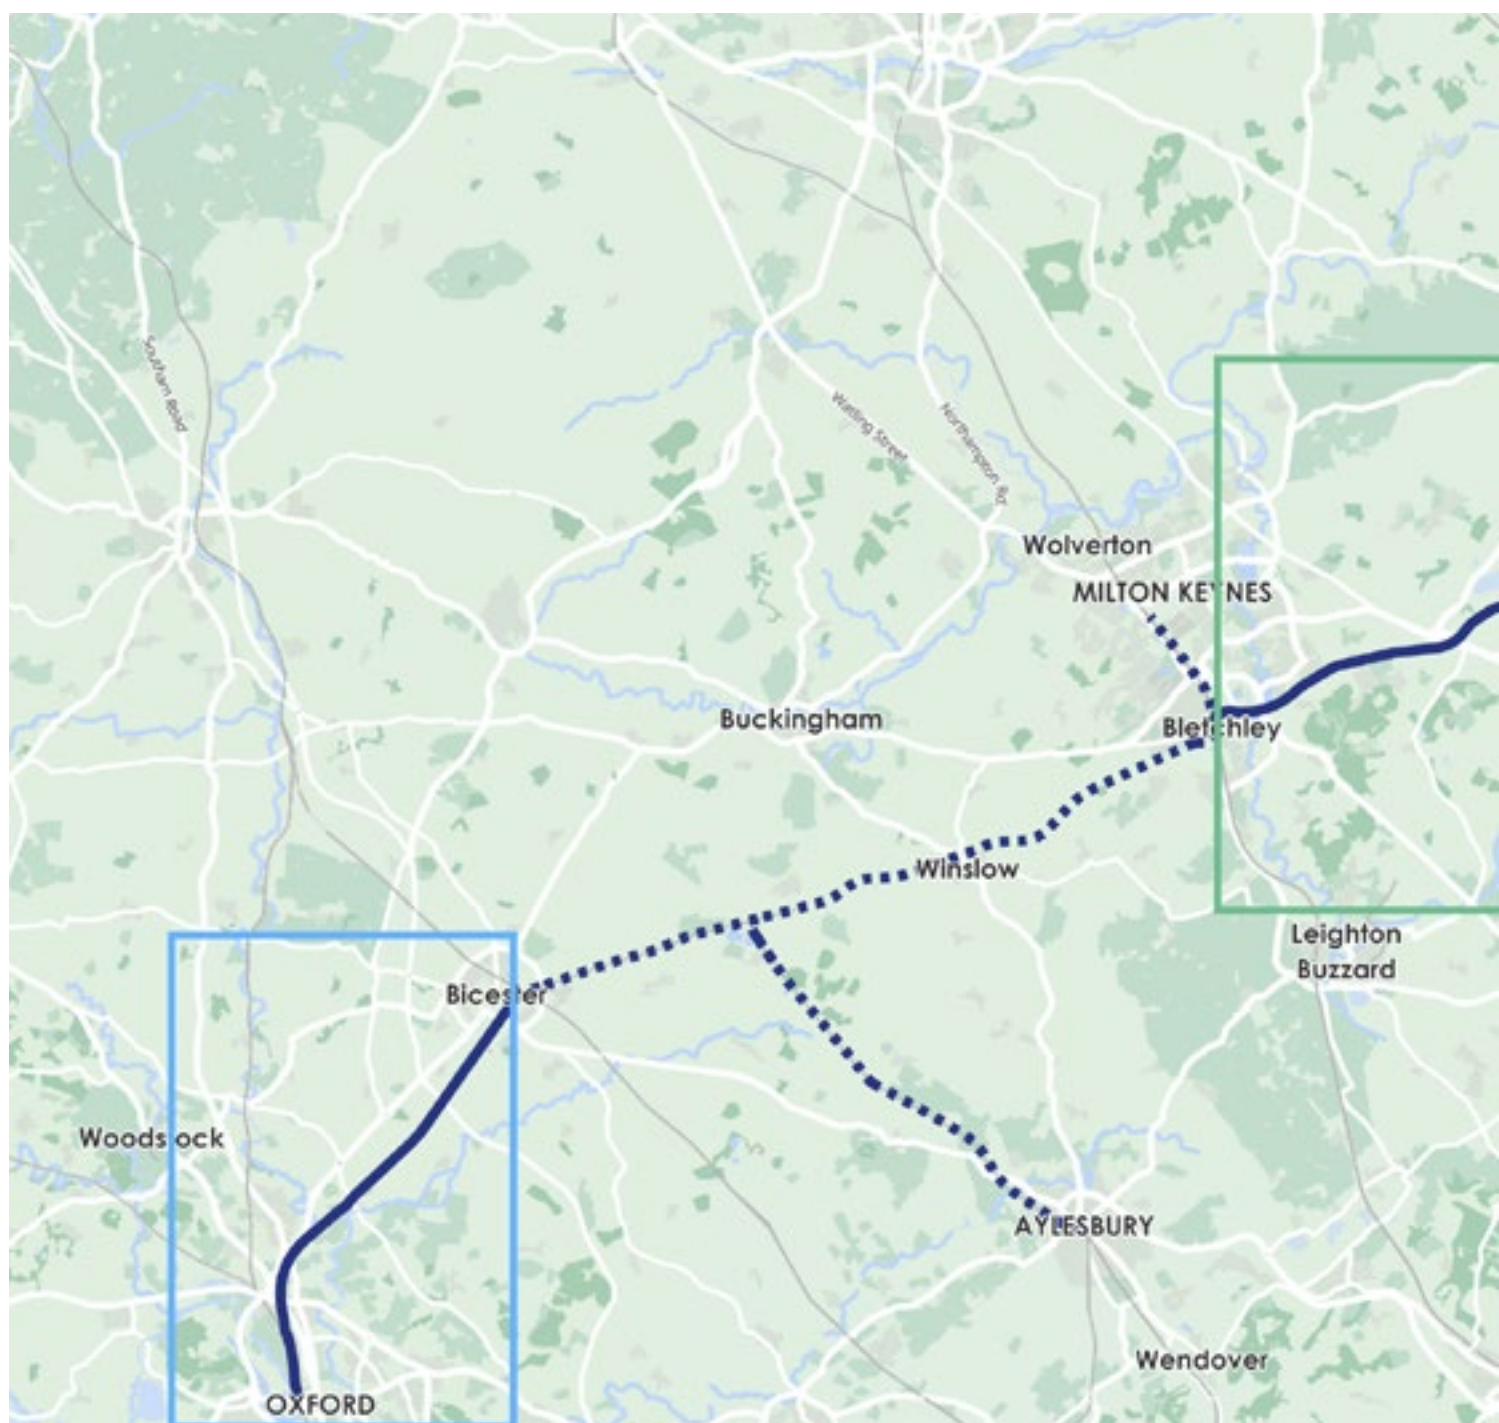 Southam Road
Watling Street
Northampton Rd
Wolverton
MILTON KEYNES
Buckingham
Bletchley
Winslow
Leighton
Buzzard
Bicester
Woodstock
AYLESBURY
Wendover
OXFORD